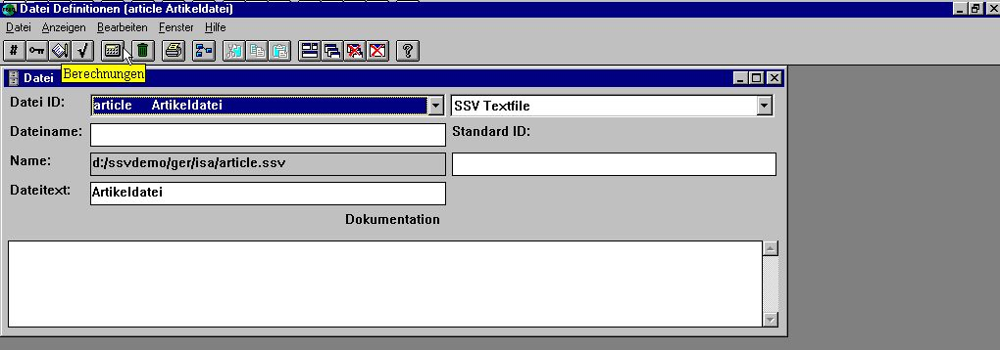 Datei Definitionen (article Artikeldatei)
Datei Anzeigen Bearbeiten Fenster Hilfe
# √ ?
Berechnungen
Datei
Datei ID: article Artikeldatei SSV Textfile
Dateiname: Standard ID:
Name: d:/ssvdemo/ger/isa/article.ssv
Dateitext: Artikeldatei
Dokumentation